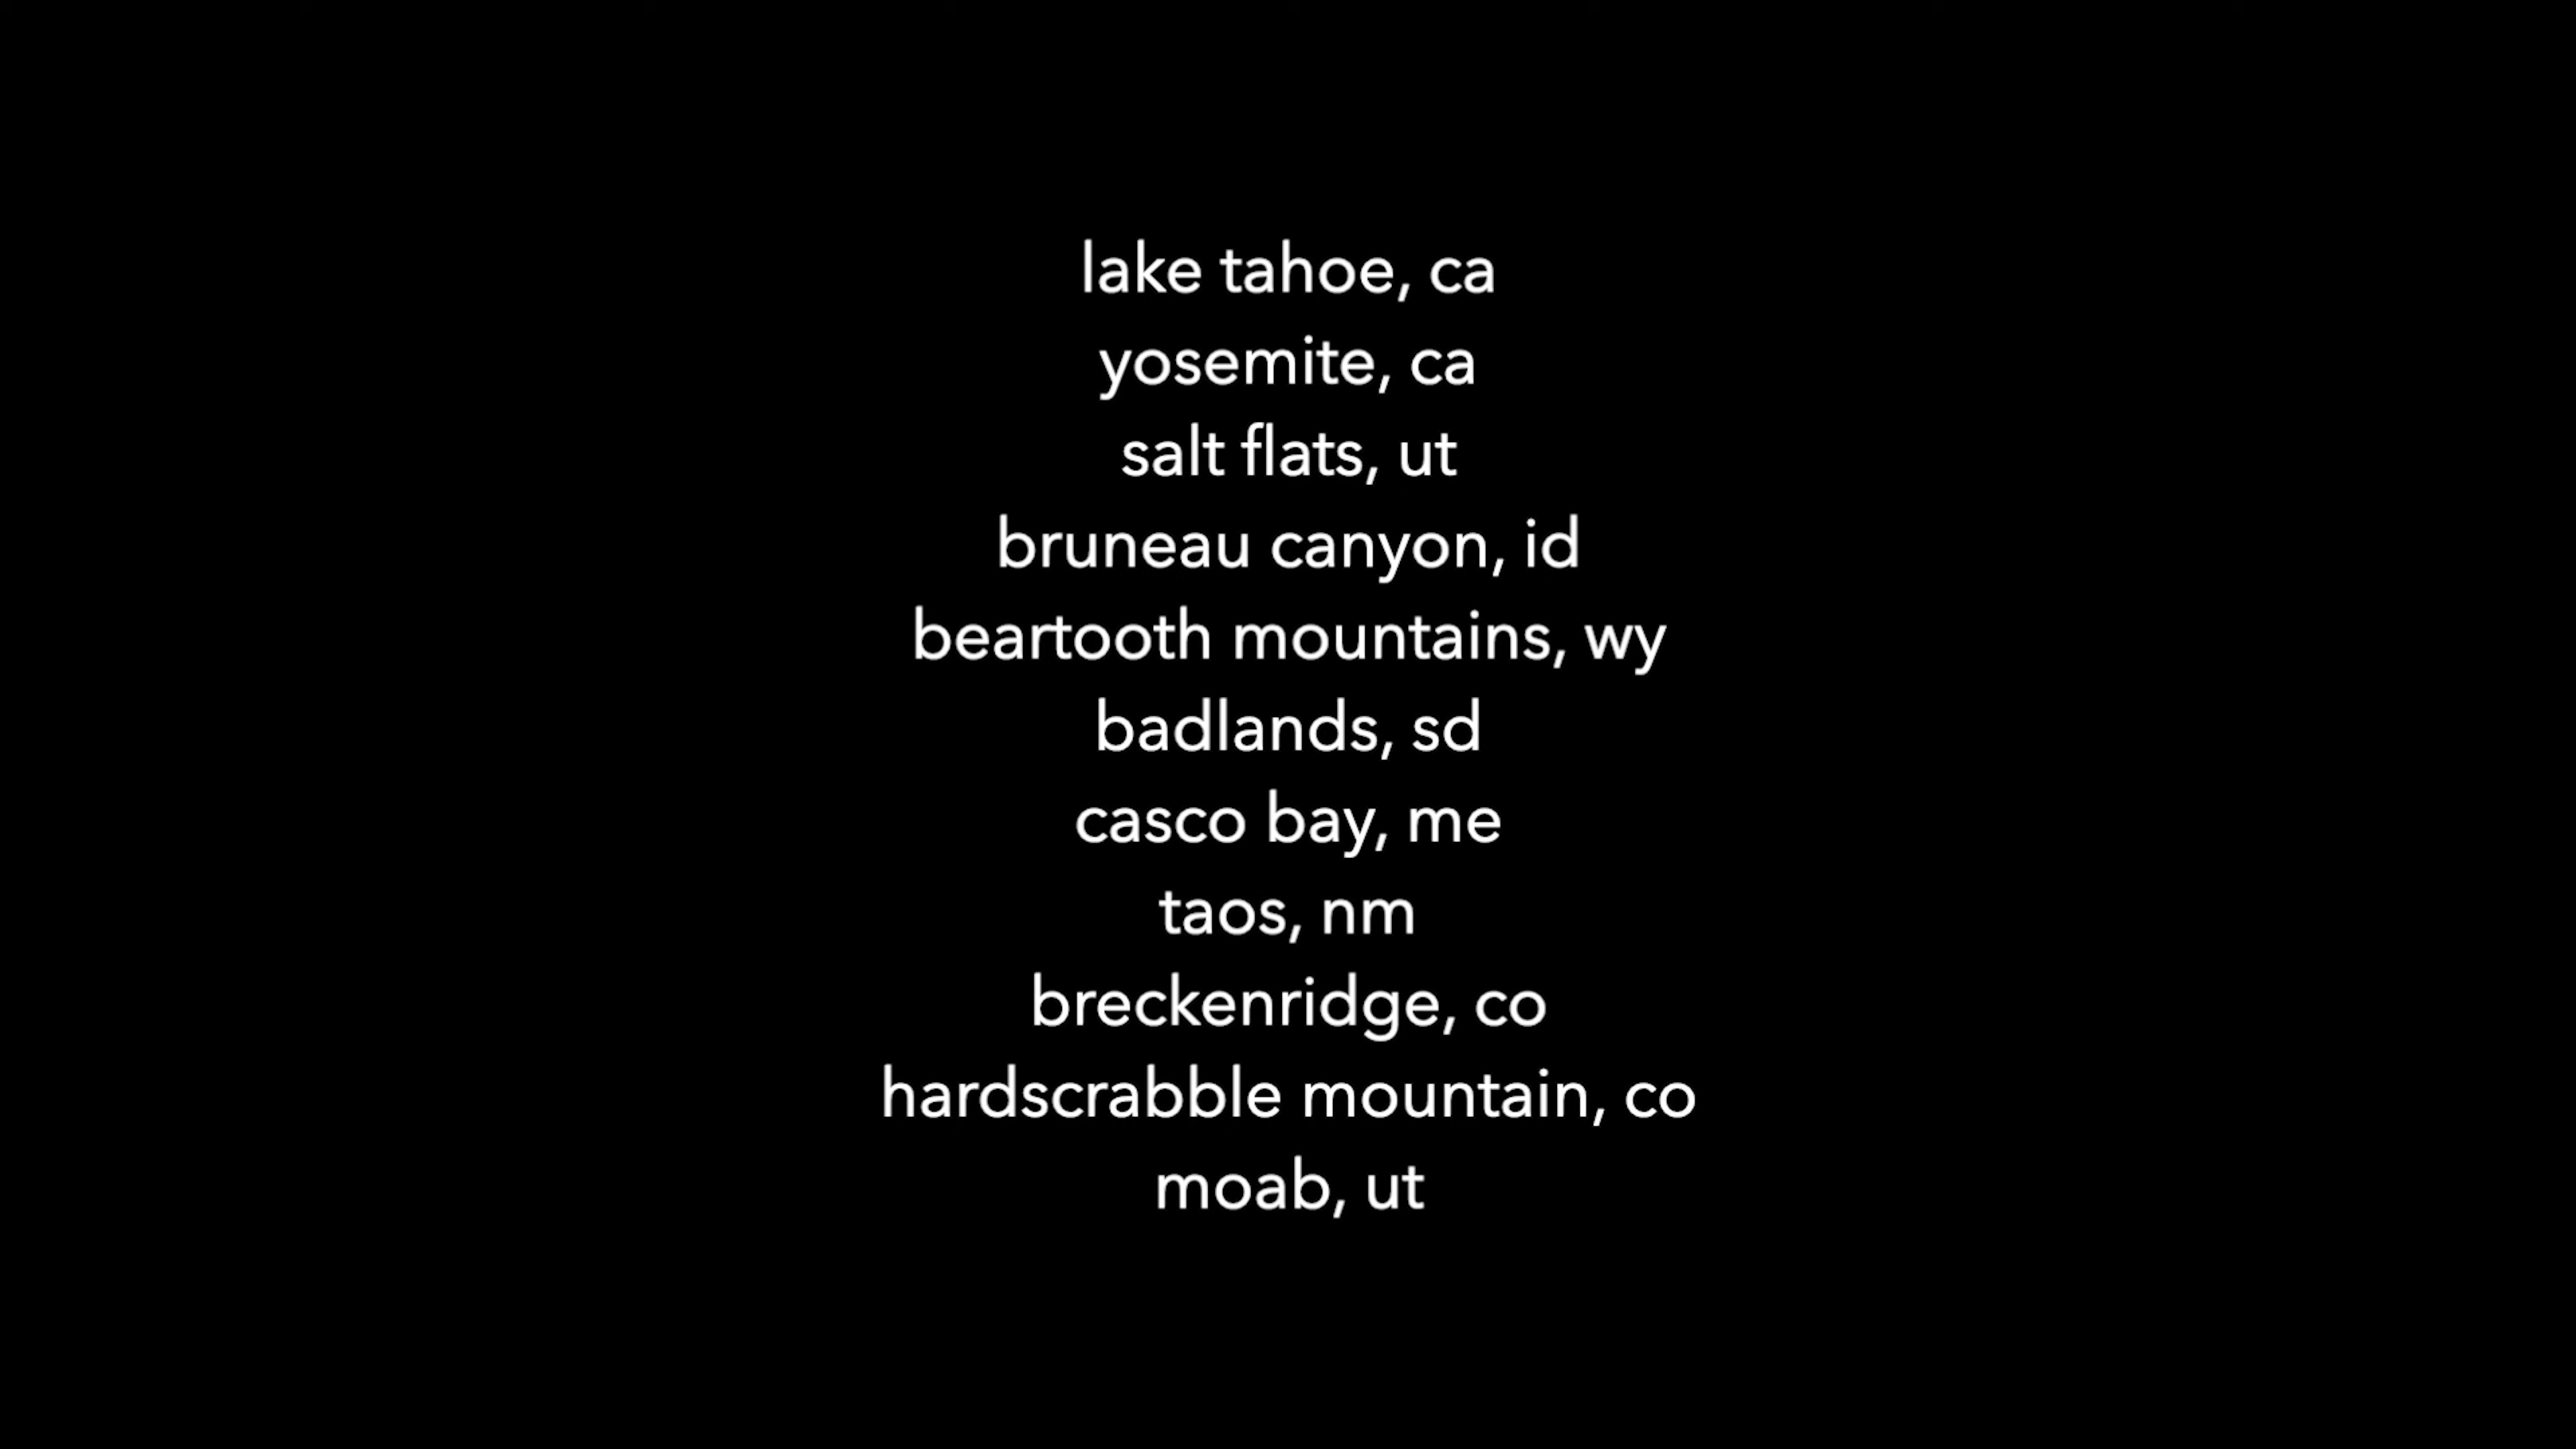 lake tahoe, ca
yosemite, ca
salt flats, ut
bruneau canyon, id
beartooth mountains, wy
badlands, sd
casco bay, me
taos, nm
breckenridge, co
hardscrabble mountain, co
moab, ut